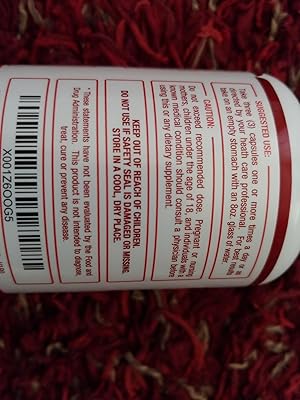 SUGGESTED USE:
Take three (3) capsules one or more times a day or as
directed by your heath care professional. For best results
take on an empty stomach with an 8oz. glass of water.
CAUTION:
Do not exceed recommended dose. Pregnant or nursing
mothers, children under the age of 18, and individuals with a
known medical condition should consult a physician before
using this or any dietary supplement.
KEEP OUT OF REACH OF CHILDREN.
DO NOT USE IF SAFETY SEAL IS DAMAGED OR MISSING.
STORE IN A COOL, DRY PLACE.
* These statements have not been evaluated by the Food and
Drug Administration. This product is not intended to diagnose,
treat, cure or prevent any disease.
X001Z6OOG5